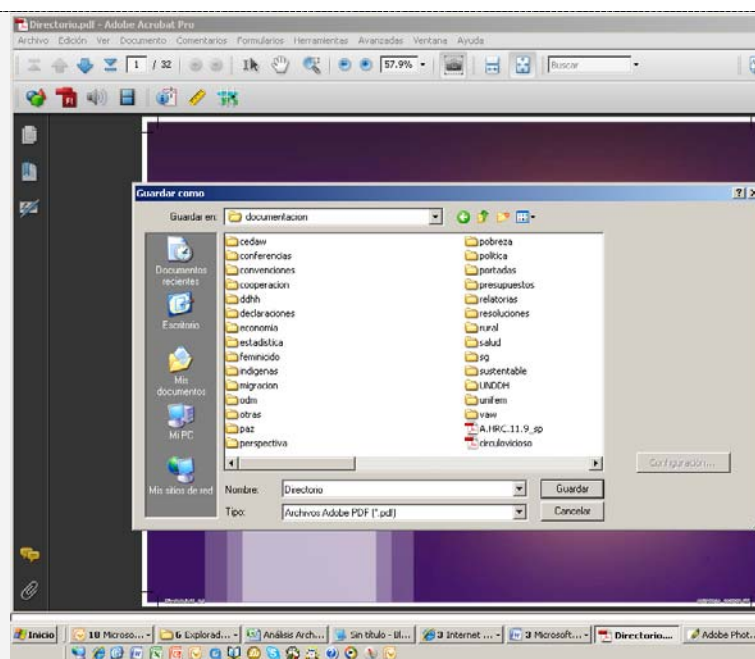 Directorio.pdf - Adobe Acrobat Pro
Archivo Edición Ver Documento Comentarios Formularios Herramientas Avanzadas Ventana Ayuda
1 / 32 57.9% Buscar
Guardar como
Guardar en: documentacion
cedaw pobreza
conferencias politica
convenciones portadas
cooperacion presupuestos
ddhh relatorias
declaraciones resoluciones
economia rural
estadistica salud
feminicidio sg
indigenas sustentable
migracion UNDDH
odm unifem
otras vaw
paz A.HRC.11.9_sp
perspectiva circulovicioso
Documentos recientes
Escritorio
Mis documentos
Mi PC
Mis sitios de red
Configuración...
Nombre: Directorio Guardar
Tipo: Archivos Adobe PDF (*.pdf) Cancelar
Inicio 18 Microso... 6 Explorad... Análisis Arch... Sin título - Bl... 3 Internet ... 3 Microsoft... Directorio.... Adobe Phot...